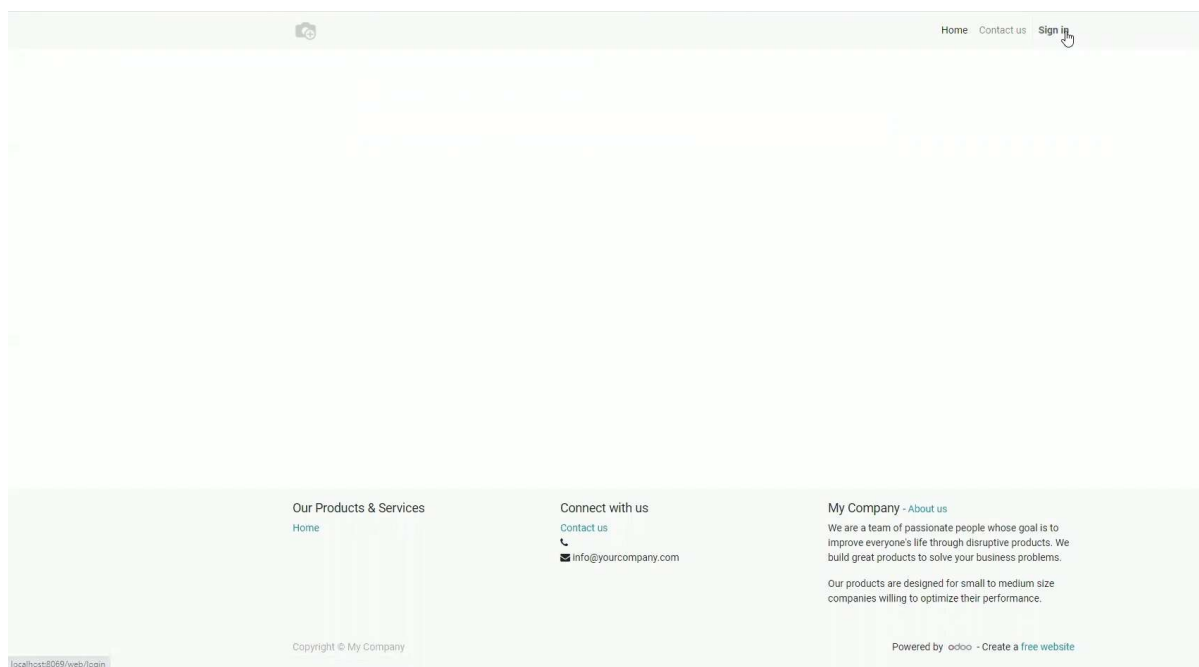 Home Contact us Sign in
Our Products & Services
Home
Connect with us
Contact us
info@yourcompany.com
My Company - About us
We are a team of passionate people whose goal is to
improve everyone's life through disruptive products. We
build great products to solve your business problems.
Our products are designed for small to medium size
companies willing to optimize their performance.
Copyright © My Company
Powered by odoo - Create a free website
localhost:8069/web/login